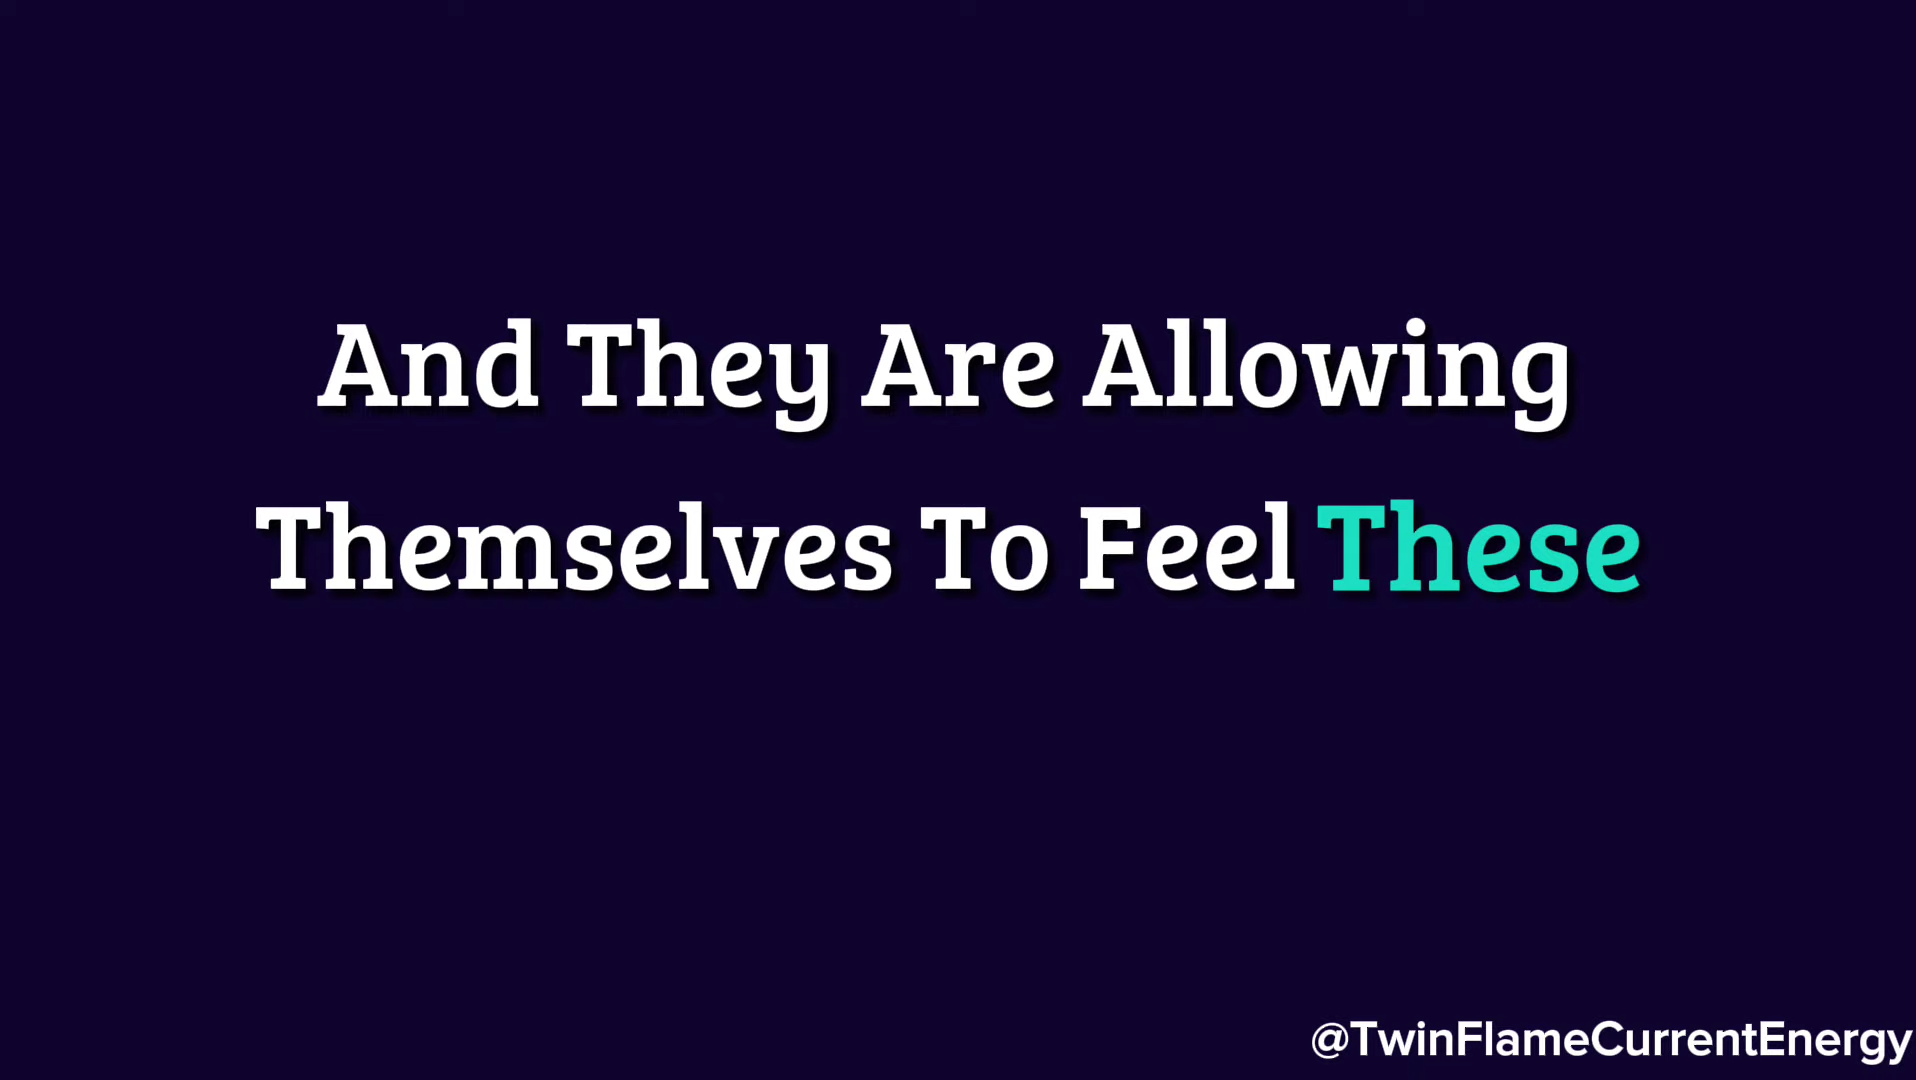 And They Are Allowing
Themselves To Feel These
@TwinFlameCurrentEnergy